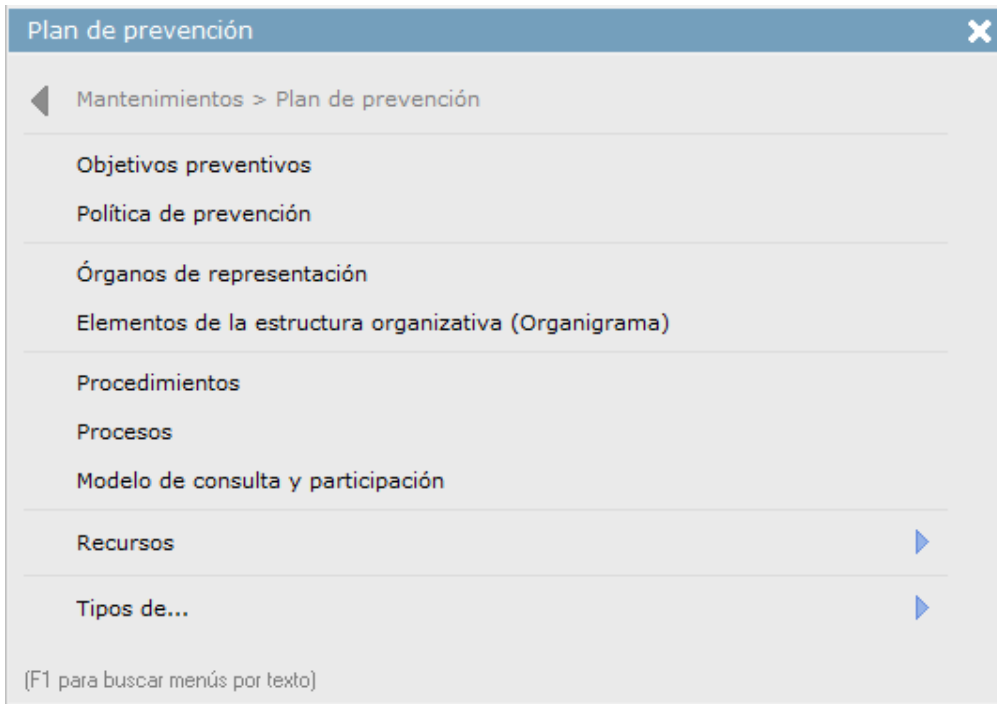 Plan de prevención
Mantenimientos > Plan de prevención
Objetivos preventivos
Política de prevención
Órganos de representación
Elementos de la estructura organizativa (Organigrama)
Procedimientos
Procesos
Modelo de consulta y participación
Recursos
Tipos de...
(F1 para buscar menús por texto)